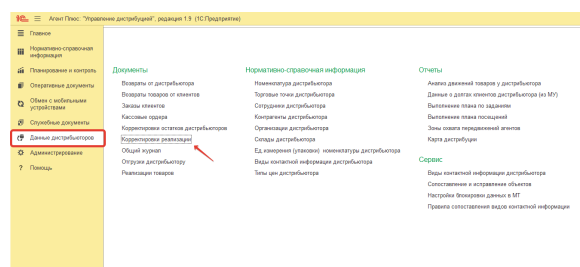 1С
Агент Плюс: "Управление дистрибуцией", редакция 1.9 (1С:Предприятие)
Главное
Нормативно-справочная
информация
Планирование и контроль
Оперативные документы
Обмен с мобильными
устройствами
Служебные документы
Данные дистрибьюторов
Администрирование
? Помощь
Документы
Возвраты от дистрибьютора
Возвраты товаров от клиентов
Заказы клиентов
Кассовые ордера
Корректировки остатков дистрибьюторов
Корректировки реализации
Общий журнал
Отгрузки дистрибьютору
Реализации товаров
Нормативно-справочная информация
Номенклатура дистрибьютора
Торговые точки дистрибьютора
Сотрудники дистрибьютора
Контрагенты дистрибьютора
Организации дистрибьютора
Склады дистрибьютора
Ед.измерения (упаковки) номенклатуры дистрибьютора
Виды контактной информации дистрибьютора
Типы цен дистрибьютора
Отчеты
Анализ движений товаров у дистрибьютора
Данные о долгах клиентов дистрибьютора (из МУ)
Выполнение плана по заданиям
Выполнение плана посещений
Зоны охвата передвижений агентов
Карта дистрибуции
Сервис
Виды контактной информации дистрибьютора
Сопоставление и исправление объектов
Настройки блокировки данных в МТ
Правила сопоставления видов контактной информации